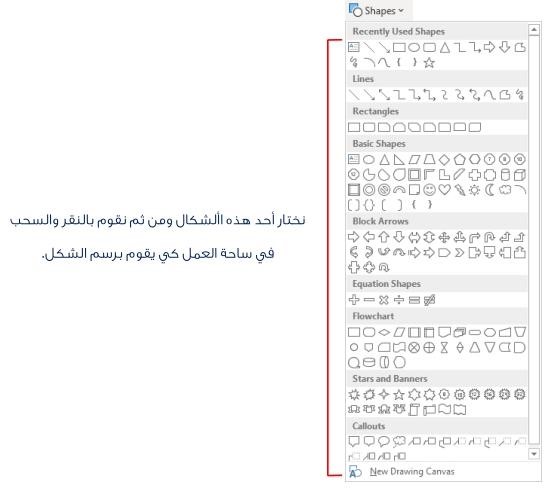 Shapes
Recently Used Shapes
Lines
Rectangles
Basic Shapes
نختار أحد هذه األشكال ومن ثم نقوم بالنقر والسحب
في ساحة العمل كي يقوم برسم الشكل.
Block Arrows
Equation Shapes
Flowchart
Stars and Banners
Callouts
New Drawing Canvas